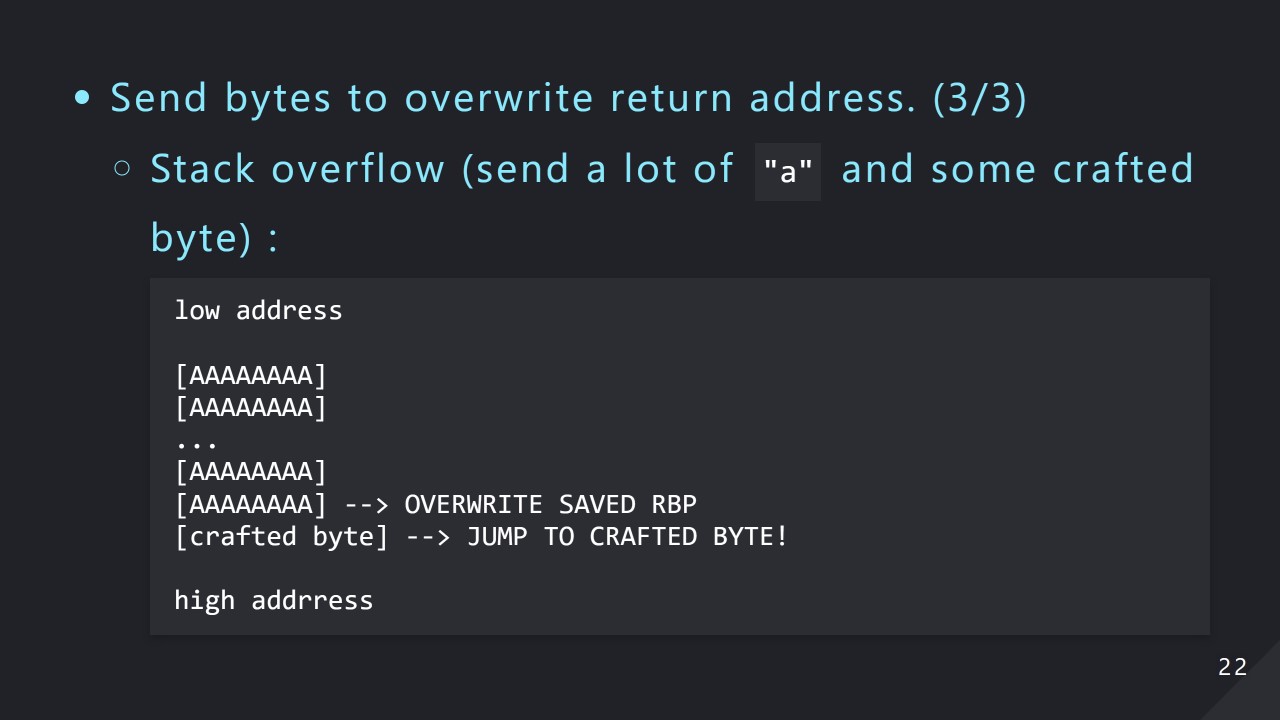 • Send bytes to overwrite return address. (3/3)
○ Stack overflow (send a lot of "a" and some crafted
byte) :
low address
[AAAAAAAA]
[AAAAAAAA]
...
[AAAAAAAA]
[AAAAAAAA] --> OVERWRITE SAVED RBP
[crafted byte] --> JUMP TO CRAFTED BYTE!
high addrress
22